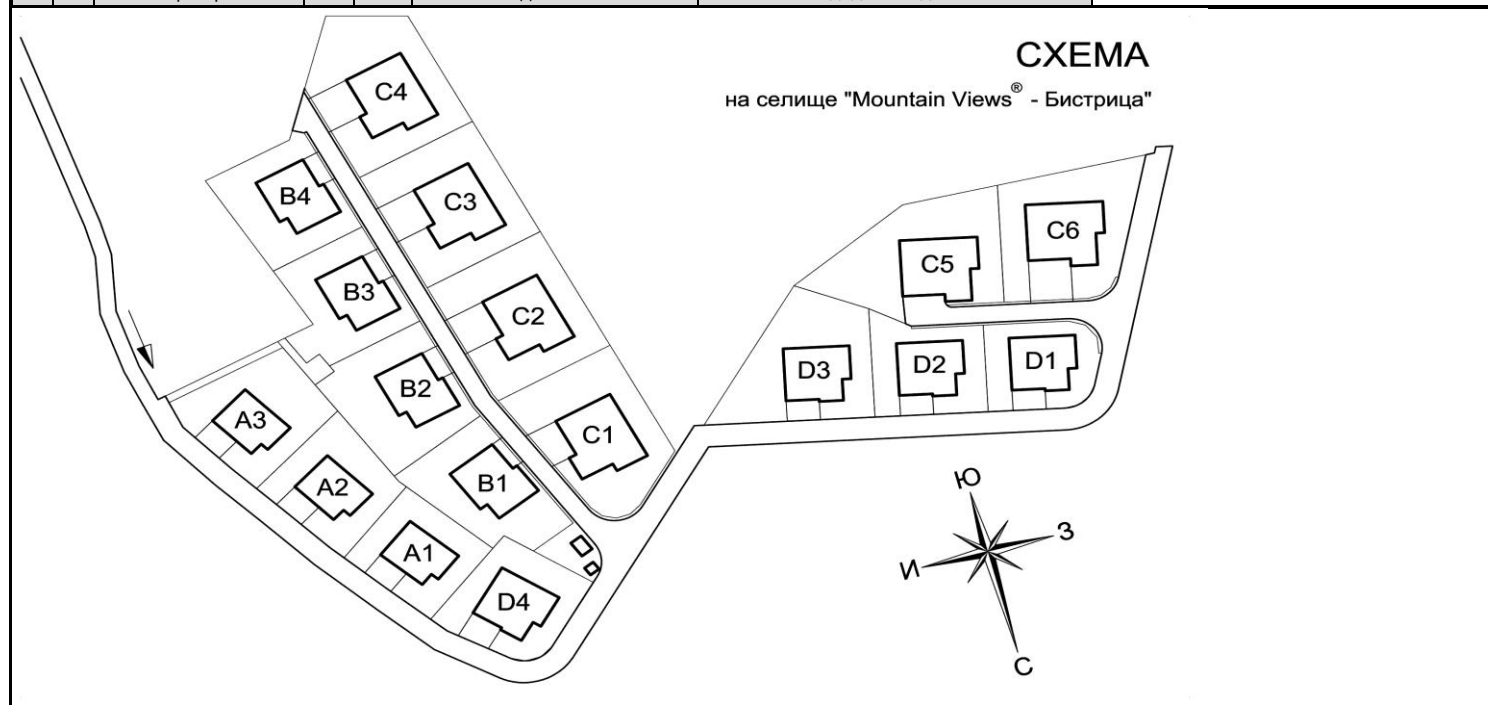 СХЕМА
на селище "Mountain Views® - Бистрица"
C4
B4
C3
C6
C5
B3
C2
D3
D2
D1
B2
A3
C1
A2
B1
Ю
З
A1
И
D4
С